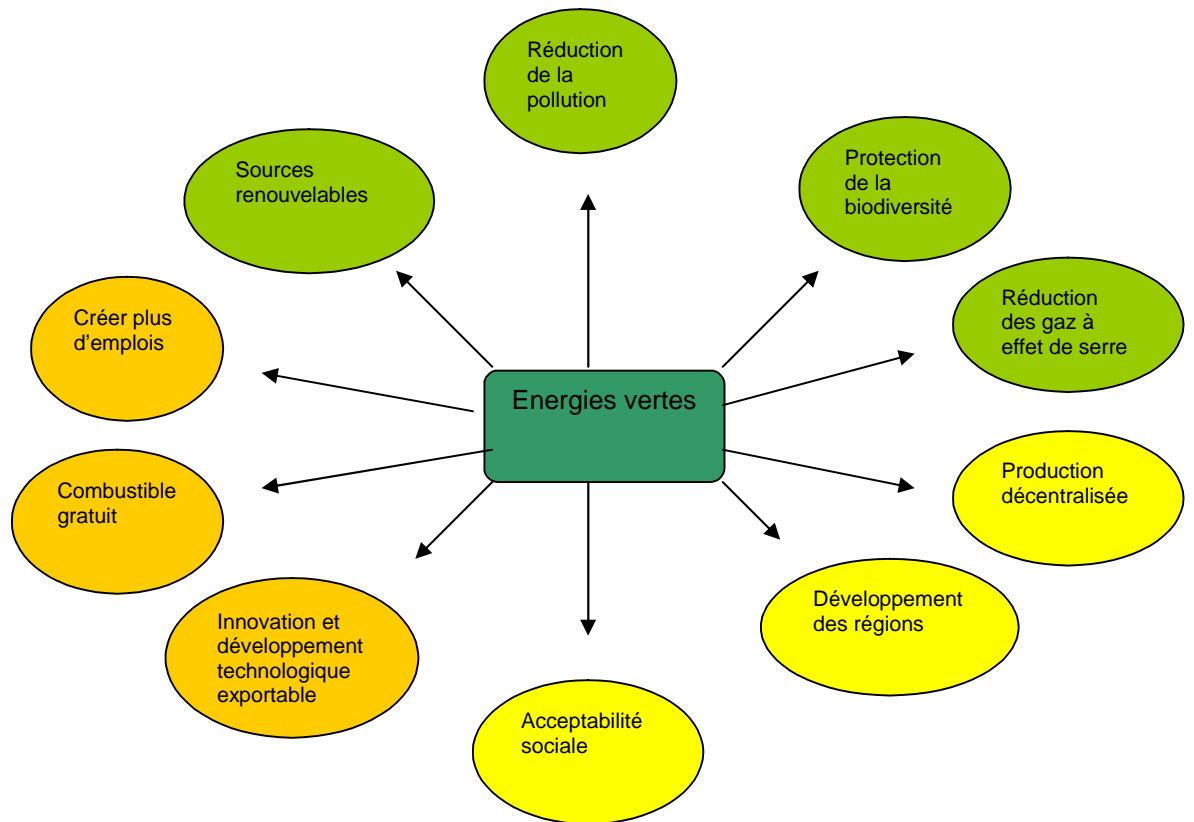 Réduction
de la
pollution
Sources
renouvelables
Protection
de la
biodiversité
Créer plus
d’emplois
Réduction
des gaz à
effet de serre
Energies vertes
Combustible
gratuit
Production
décentralisée
Innovation et
développement
technologique
exportable
Développement
des régions
Acceptabilité
sociale